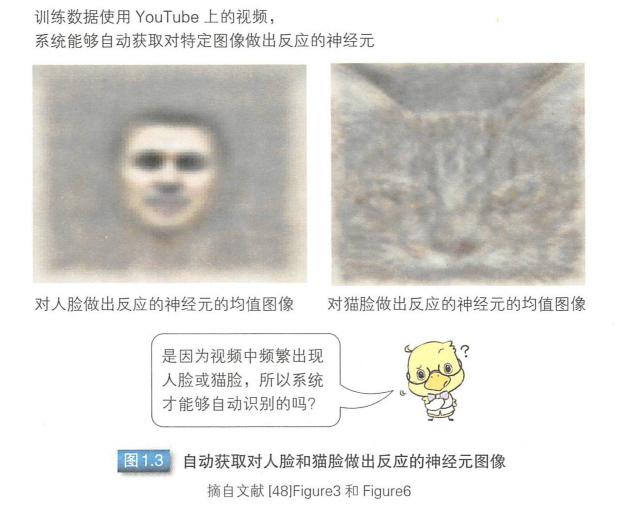 训练数据使用 YouTube 上的视频，
系统能够自动获取对特定图像做出反应的神经元
对人脸做出反应的神经元的均值图像
对猫脸做出反应的神经元的均值图像
是因为视频中频繁出现
人脸或猫脸，所以系统
才能够自动识别的吗?
?
图1.3 自动获取对人脸和猫脸做出反应的神经元图像
摘自文献 [48]Figure3 和 Figure6